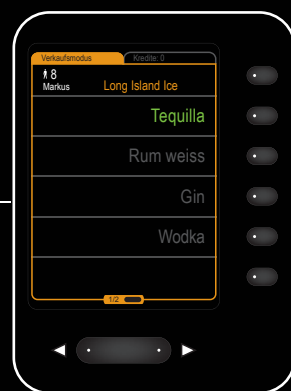 Verkaufsmodus Kredite: 0
8
Markus Long Island Ice
Tequilla
Rum weiss
Gin
Wodka
1/2